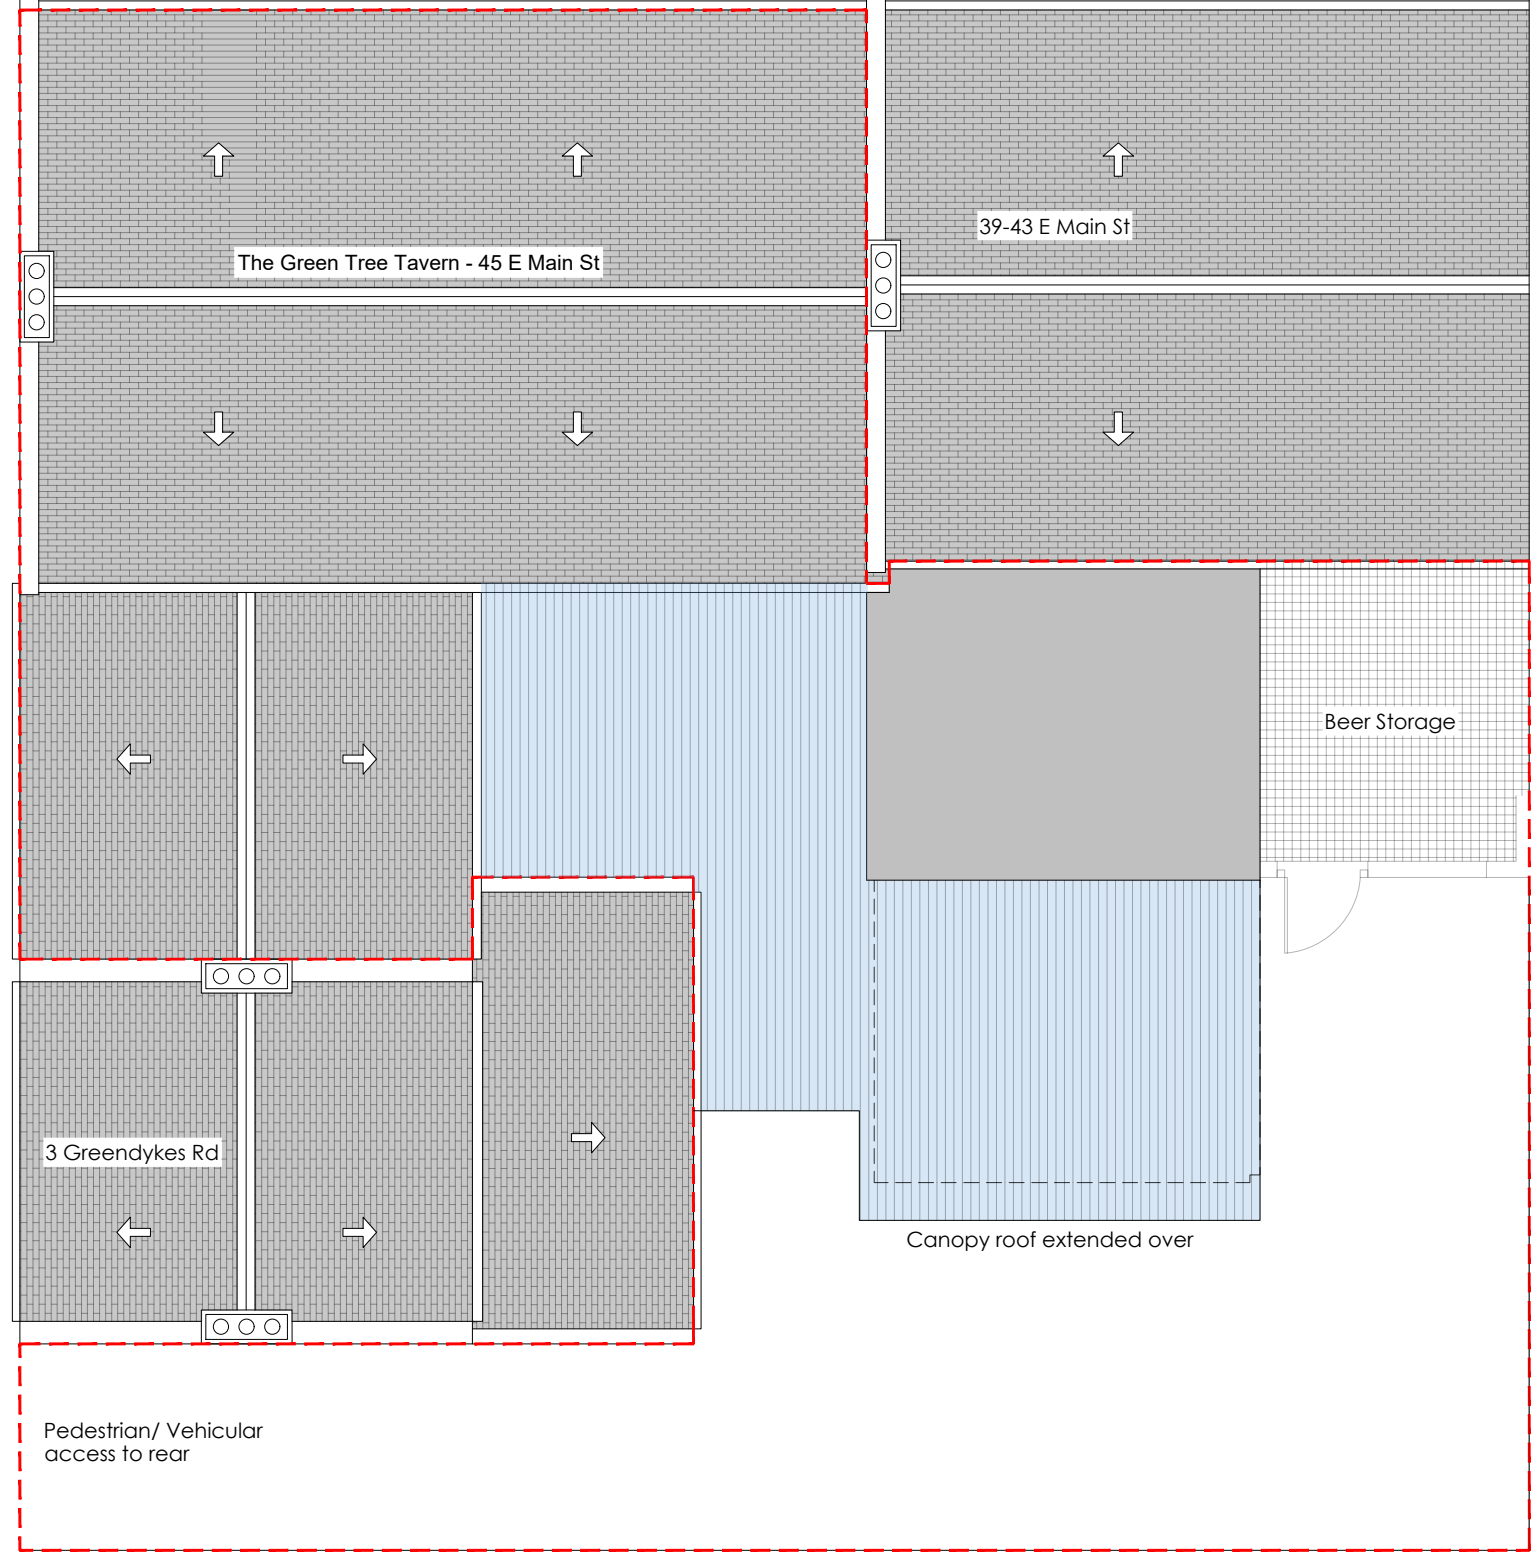 39-43 E Main St
The Green Tree Tavern - 45 E Main St
Beer Storage
3 Greendykes Rd
Canopy roof extended over
Pedestrian/ Vehicular
access to rear